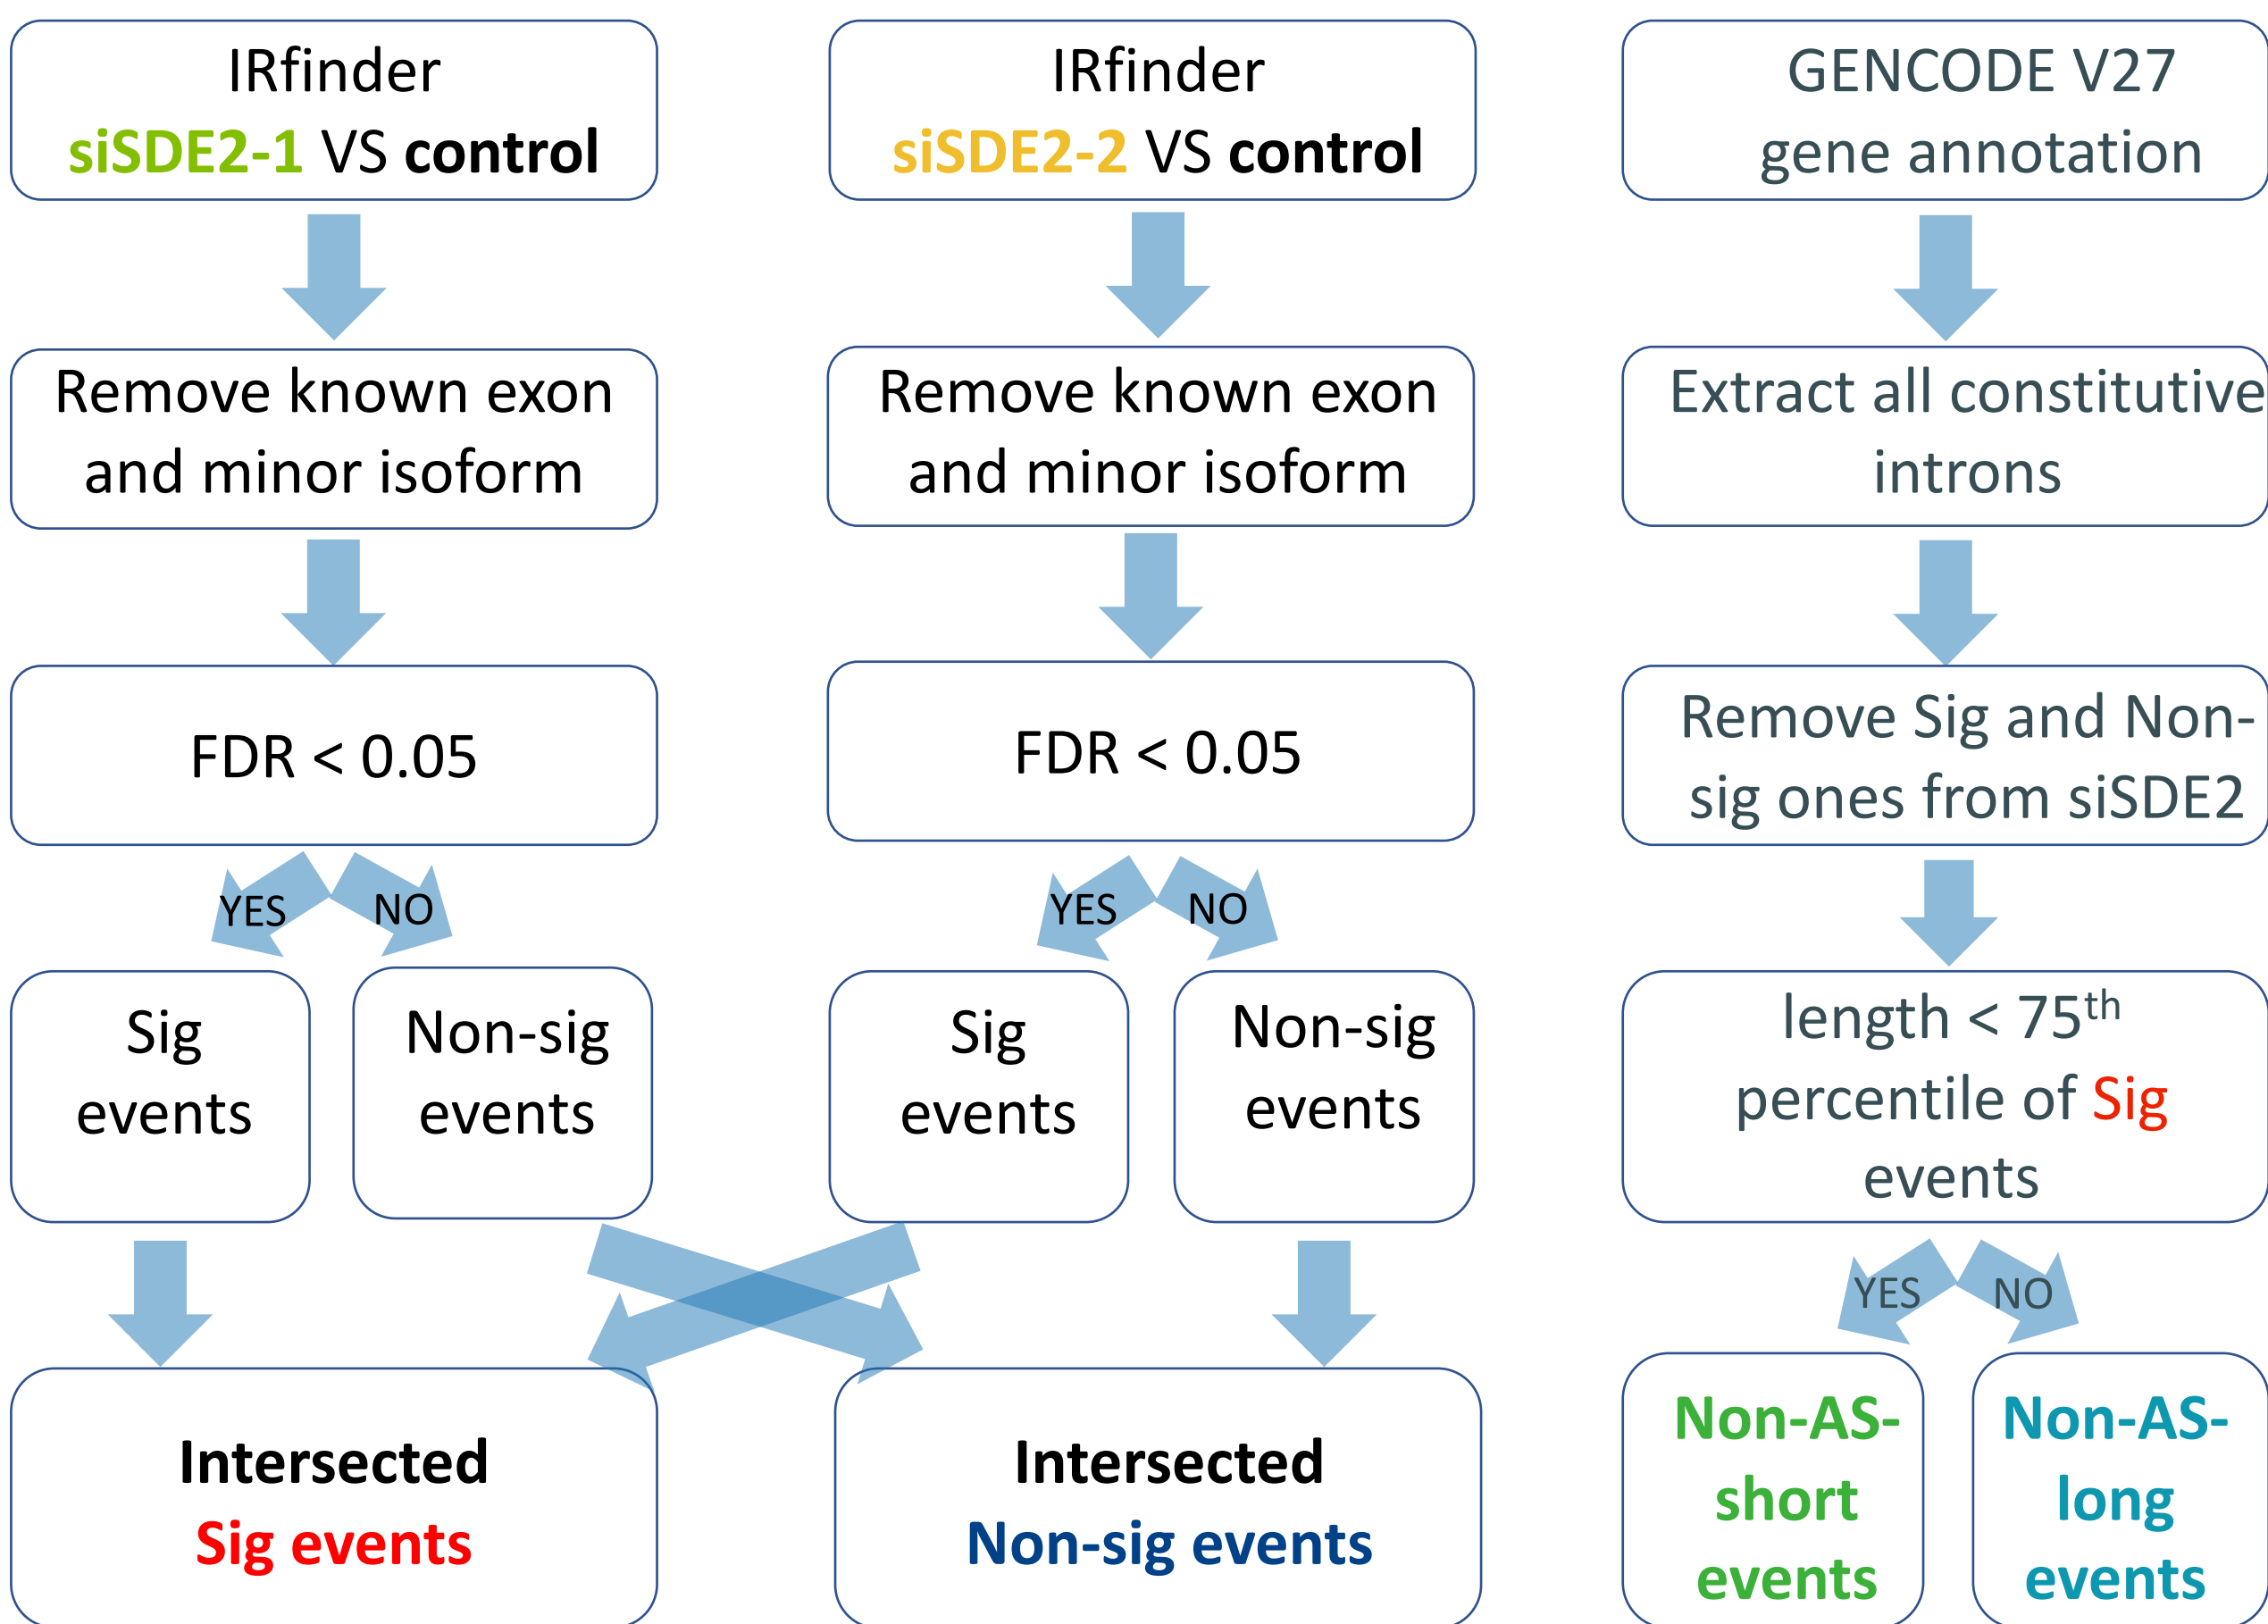 IRfinder
siSDE2-1 VS control
Remove known exon
and minor isoform
FDR < 0.05
YES
NO
Sig
events
Non-sig
events
Intersected
Sig events
IRfinder
siSDE2-2 VS control
Remove known exon
and minor isoform
FDR < 0.05
YES
NO
Sig
events
Non-sig
events
Intersected
Non-sig events
GENCODE V27
gene annotation
Extract all constitutive
introns
Remove Sig and Non-
sig ones from siSDE2
length < 75th
percentile of Sig
events
YES
NO
Non-AS-
short
events
Non-AS-
long
events